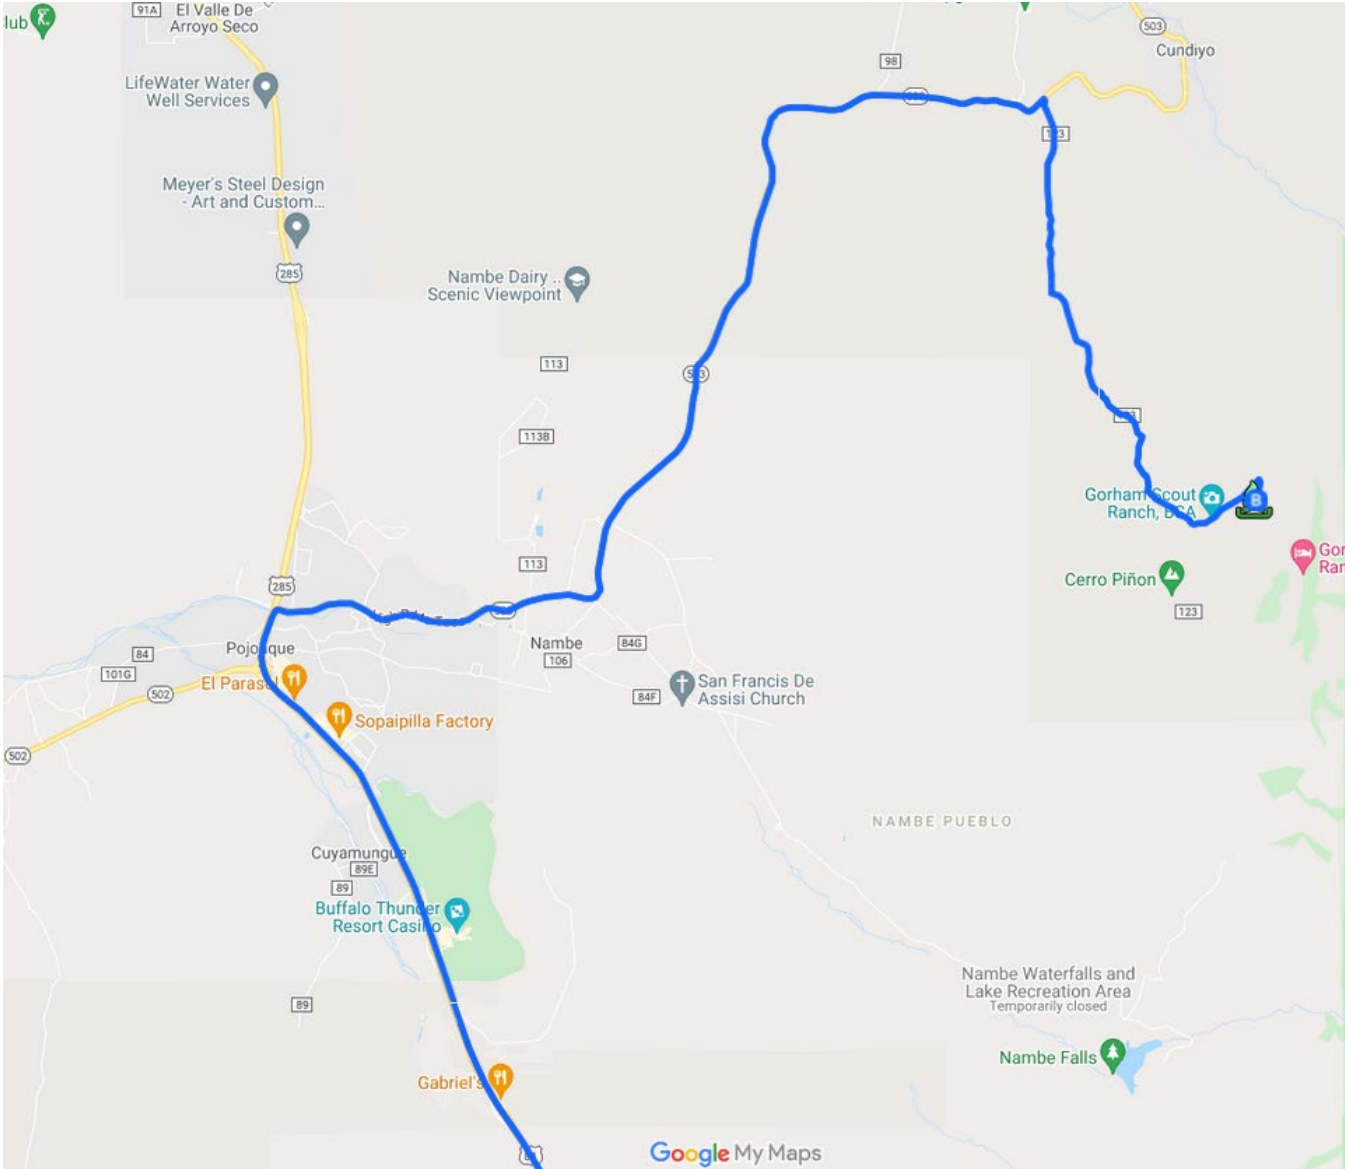 91A
El Valle De
Arroyo Seco
lub
503
Cundiyo
98
LifeWater Water
Well Services
Meyer's Steel Design
- Art and Custom...
285
Nambe Dairy ..
Scenic Viewpoint
113
113B
Gorham Scout
Ranch, BSA
B
113
Gor
Ran
Cerro Piñon
123
285
Nambe
106
84G
Pojoaque
84
101G
502
El Parasol
84F
San Francis De
Assisi Church
Sopaipilla Factory
502
NAMBE PUEBLO
Cuyamungue
89E
89
Buffalo Thunder
Resort Casino
89
Nambe Waterfalls and
Lake Recreation Area
Temporarily closed
Nambe Falls
Gabriel's
Google My Maps